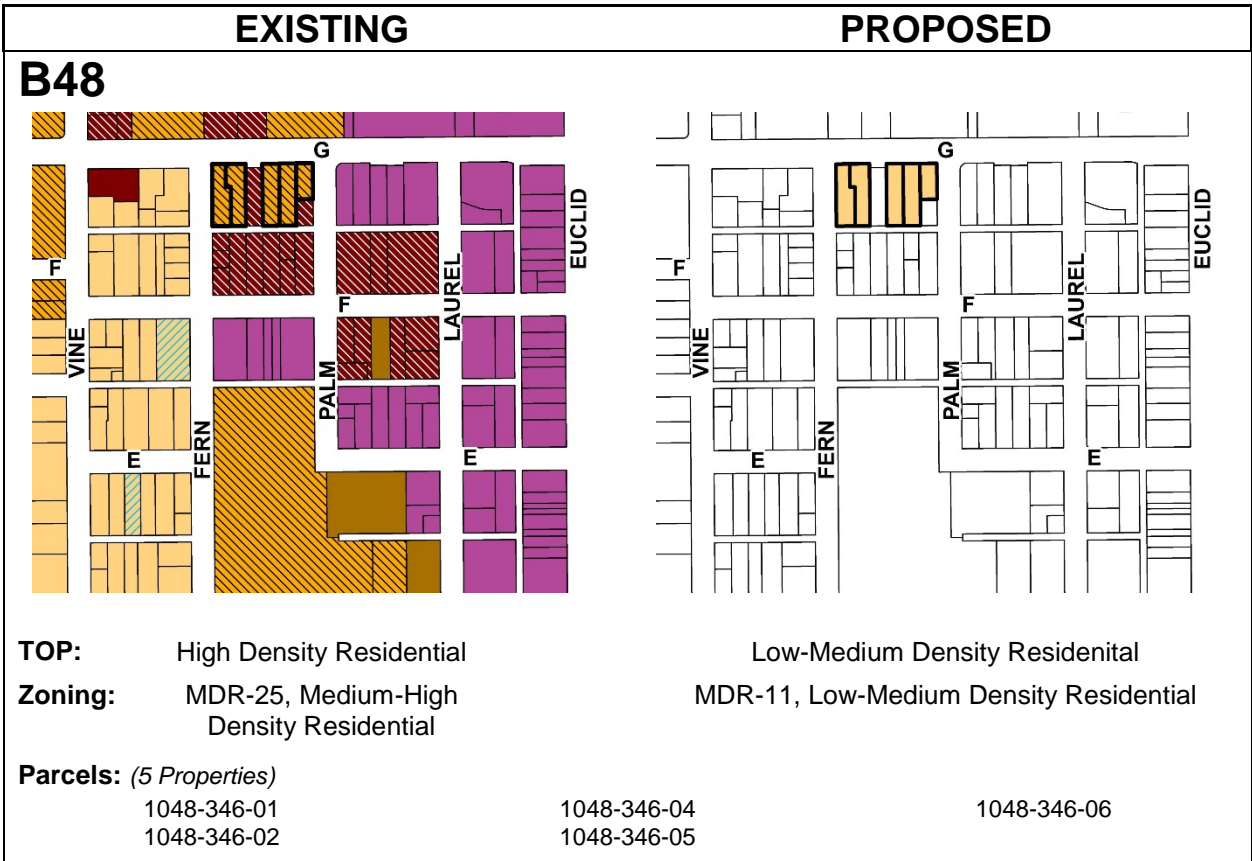 EXISTING PROPOSED
B48
G
EUCLID
F
F
LAUREL
VINE
PALM
FERN
E
E
G
EUCLID
F
F
LAUREL
VINE
PALM
FERN
E
E
TOP: High Density Residential Low-Medium Density Residenital
Zoning: MDR-25, Medium-High MDR-11, Low-Medium Density Residential
Density Residential
Parcels: (5 Properties)
1048-346-01 1048-346-04 1048-346-06
1048-346-02 1048-346-05